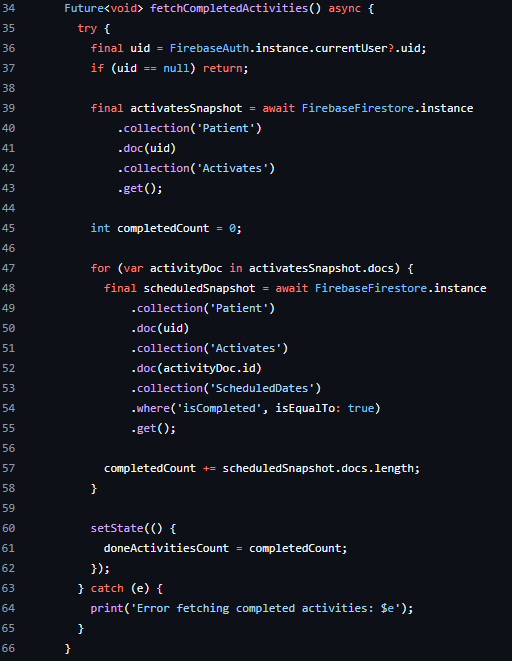 34 Future<void> fetchCompletedActivities() async {
35 try {
36 final uid = FirebaseAuth.instance.currentUser?.uid;
37 if (uid == null) return;
38
39 final activatesSnapshot = await FirebaseFirestore.instance
40 .collection('Patient')
41 .doc(uid)
42 .collection('Activates')
43 .get();
44
45 int completedCount = 0;
46
47 for (var activityDoc in activatesSnapshot.docs) {
48 final scheduledSnapshot = await FirebaseFirestore.instance
49 .collection('Patient')
50 .doc(uid)
51 .collection('Activates')
52 .doc(activityDoc.id)
53 .collection('ScheduledDates')
54 .where('isCompleted', isEqualTo: true)
55 .get();
56
57 completedCount += scheduledSnapshot.docs.length;
58 }
59
60 setState(() {
61 doneActivitiesCount = completedCount;
62 });
63 } catch (e) {
64 print('Error fetching completed activities: $e');
65 }
66 }